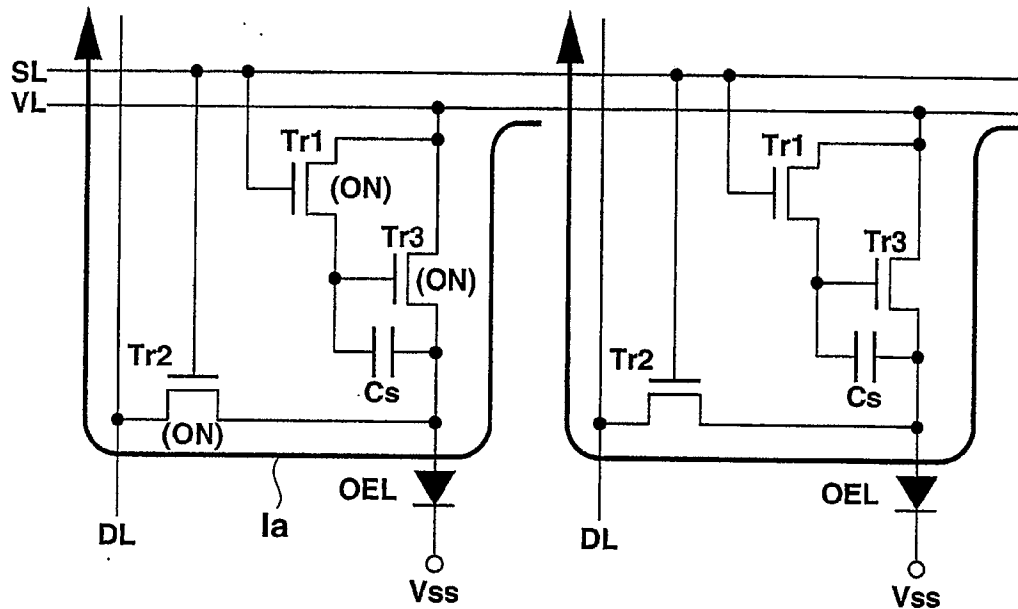 SL
VL
Tr1
(ON)
Tr3
(ON)
Tr2
(ON)
Cs
OEL
DL
Ia
Vss
Tr1
Tr3
Tr2
Cs
OEL
DL
Vss